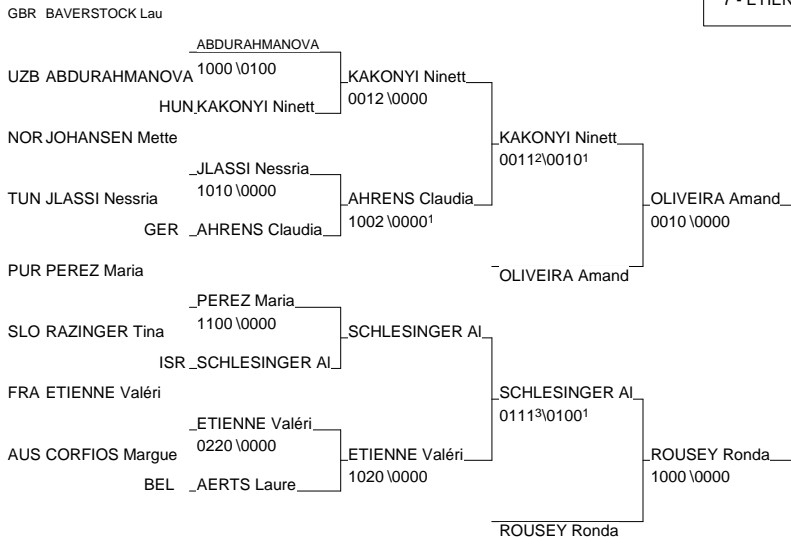 7 - ETIEN
GBR BAVERSTOCK Lau
ABDURAHMANOVA
1000 \0100
UZB ABDURAHMANOVA
KAKONYI Ninett
0012 \0000
HUN KAKONYI Ninett
NOR JOHANSEN Mette
KAKONYI Ninett
0011²\0010¹
JLASSI Nessria
1010 \0000
TUN JLASSI Nessria
AHRENS Claudia
1002 \0000¹
OLIVEIRA Amand
0010 \0000
GER AHRENS Claudia
PUR PEREZ Maria
OLIVEIRA Amand
PEREZ Maria
1100 \0000
SLO RAZINGER Tina
SCHLESINGER Al
ISR SCHLESINGER Al
FRA ETIENNE Valéri
SCHLESINGER Al
0111³\0100¹
ETIENNE Valéri
0220 \0000
AUS CORFIOS Margue
ETIENNE Valéri
1020 \0000
ROUSEY Ronda
1000 \0000
BEL AERTS Laure
ROUSEY Ronda